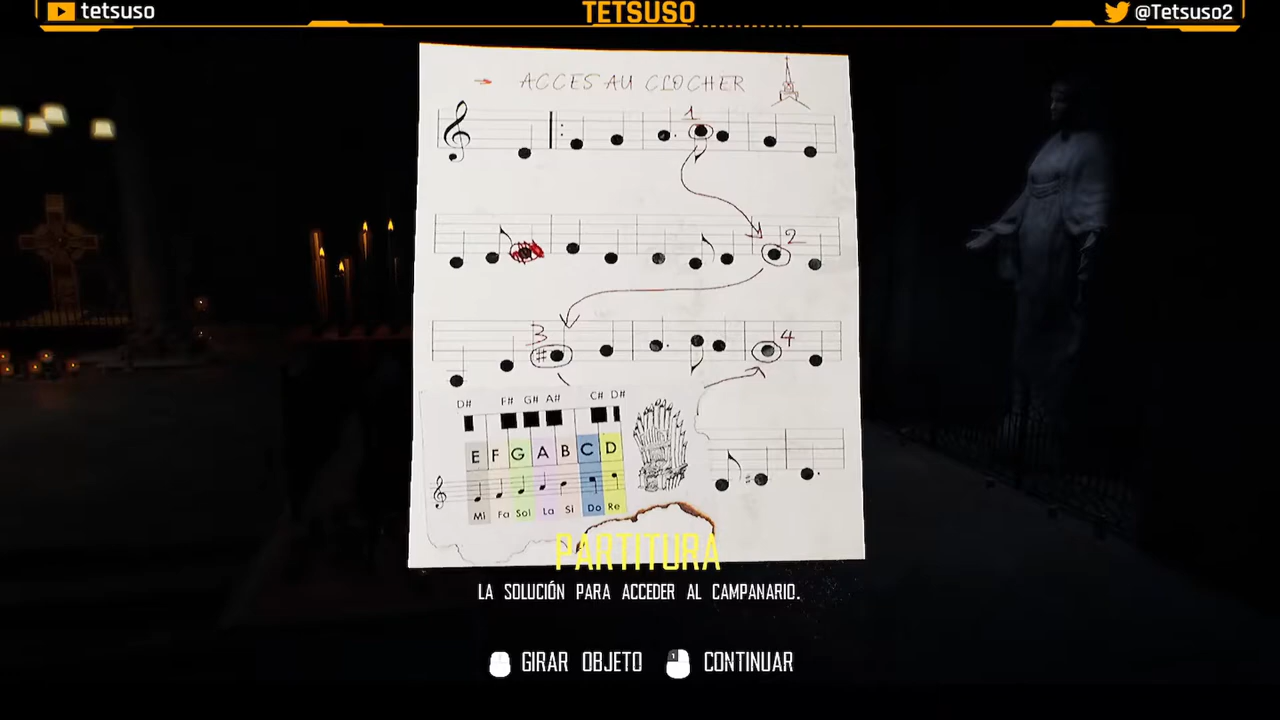 tetsuso
TETSUSO
@Tetsuso2
ACCES AU CLOCHER
1
2
3
4
#
D# F# G# A# C# D#
E F G A B C D
Mi Fa Sol La Si Do Re
PARTITURA
LA SOLUCIÓN PARA ACCEDER AL CAMPANARIO.
GIRAR OBJETO
1 CONTINUAR